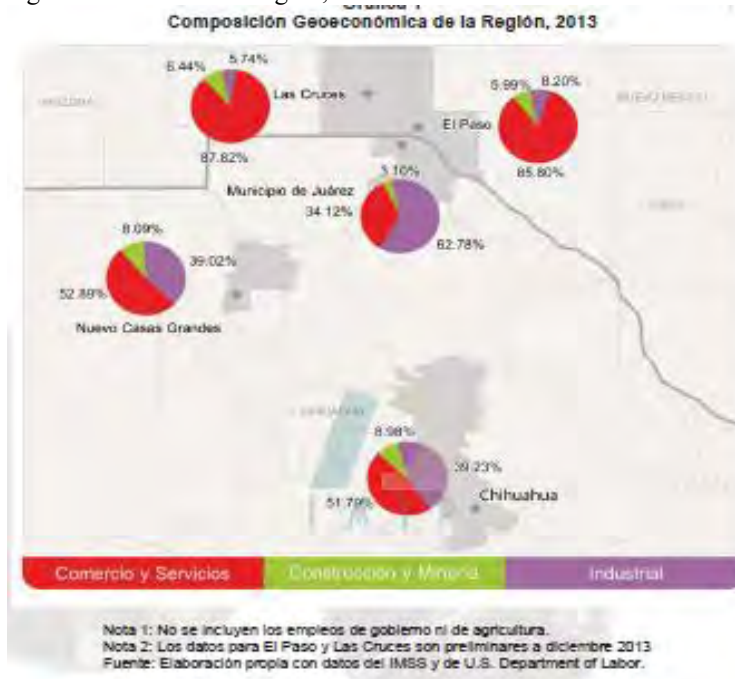 Composición Geoeconómica de la Región, 2013
6.44% 5.74%
Las Cruces
87.82%
5.99% 8.20%
El Paso
85.80%
NUEVO MEXICO
Municipio de Juárez
3.10%
34.12%
62.78%
8.09%
39.02%
52.89%
Nuevo Casas Grandes
8.98%
39.23%
51.79%
Chihuahua
Comercio y Servicios Construcción y Minería Industrial
Nota 1: No se incluyen los empleos de gobierno ni de agricultura.
Nota 2: Los datos para El Paso y Las Cruces son preliminares a diciembre 2013
Fuente: Elaboración propia con datos del IMSS y de U.S. Department of Labor.